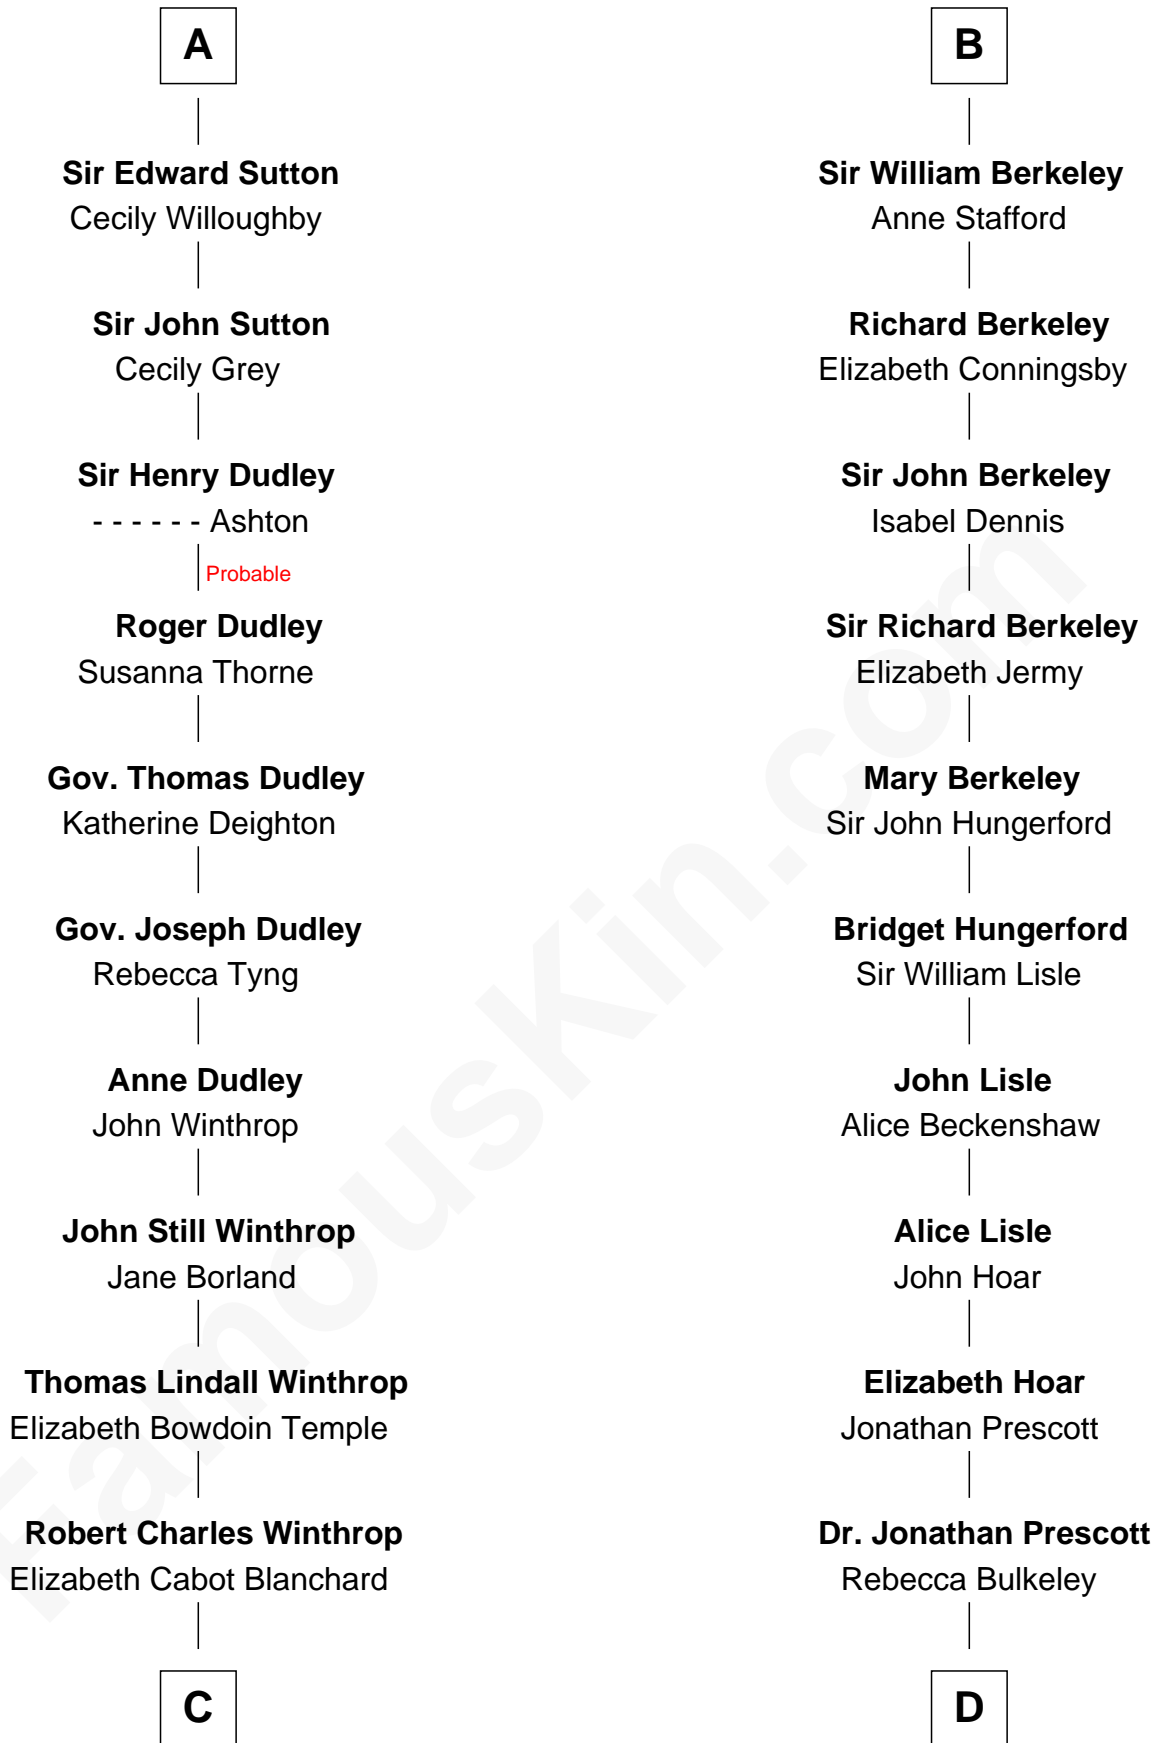 A
Sir Edward Sutton
Cecily Willoughby
Sir John Sutton
Cecily Grey
Sir Henry Dudley
- - - - - - Ashton
Probable
Roger Dudley
Susanna Thorne
Gov. Thomas Dudley
Katherine Deighton
Gov. Joseph Dudley
Rebecca Tyng
Anne Dudley
John Winthrop
John Still Winthrop
Jane Borland
Thomas Lindall Winthrop
Elizabeth Bowdoin Temple
Robert Charles Winthrop
Elizabeth Cabot Blanchard
C
B
Sir William Berkeley
Anne Stafford
Richard Berkeley
Elizabeth Conningsby
Sir John Berkeley
Isabel Dennis
Sir Richard Berkeley
Elizabeth Jermy
Mary Berkeley
Sir John Hungerford
Bridget Hungerford
Sir William Lisle
John Lisle
Alice Beckenshaw
Alice Lisle
John Hoar
Elizabeth Hoar
Jonathan Prescott
Dr. Jonathan Prescott
Rebecca Bulkeley
D
FamousKin.com